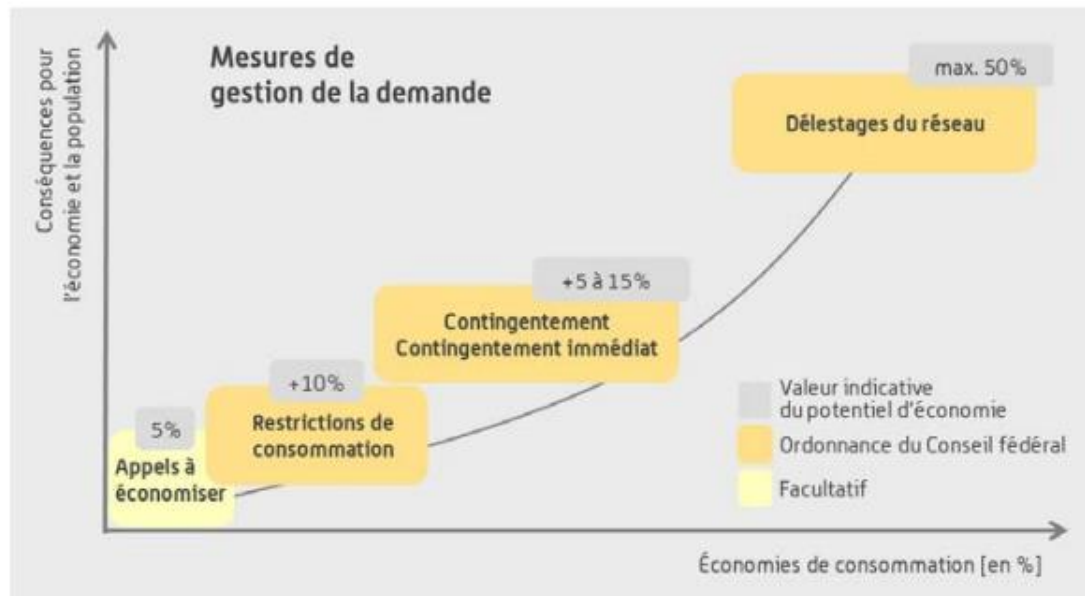 Mesures de
gestion de la demande
Conséquences pour
l'économie et la population
max. 50%
Délestages du réseau
+5 à 15%
Contingentement
Contingentement immédiat
+10%
Restrictions de
consommation
5%
Appels à
économiser
Valeur indicative
du potentiel d'économie
Ordonnance du Conseil fédéral
Facultatif
Économies de consommation [en %]